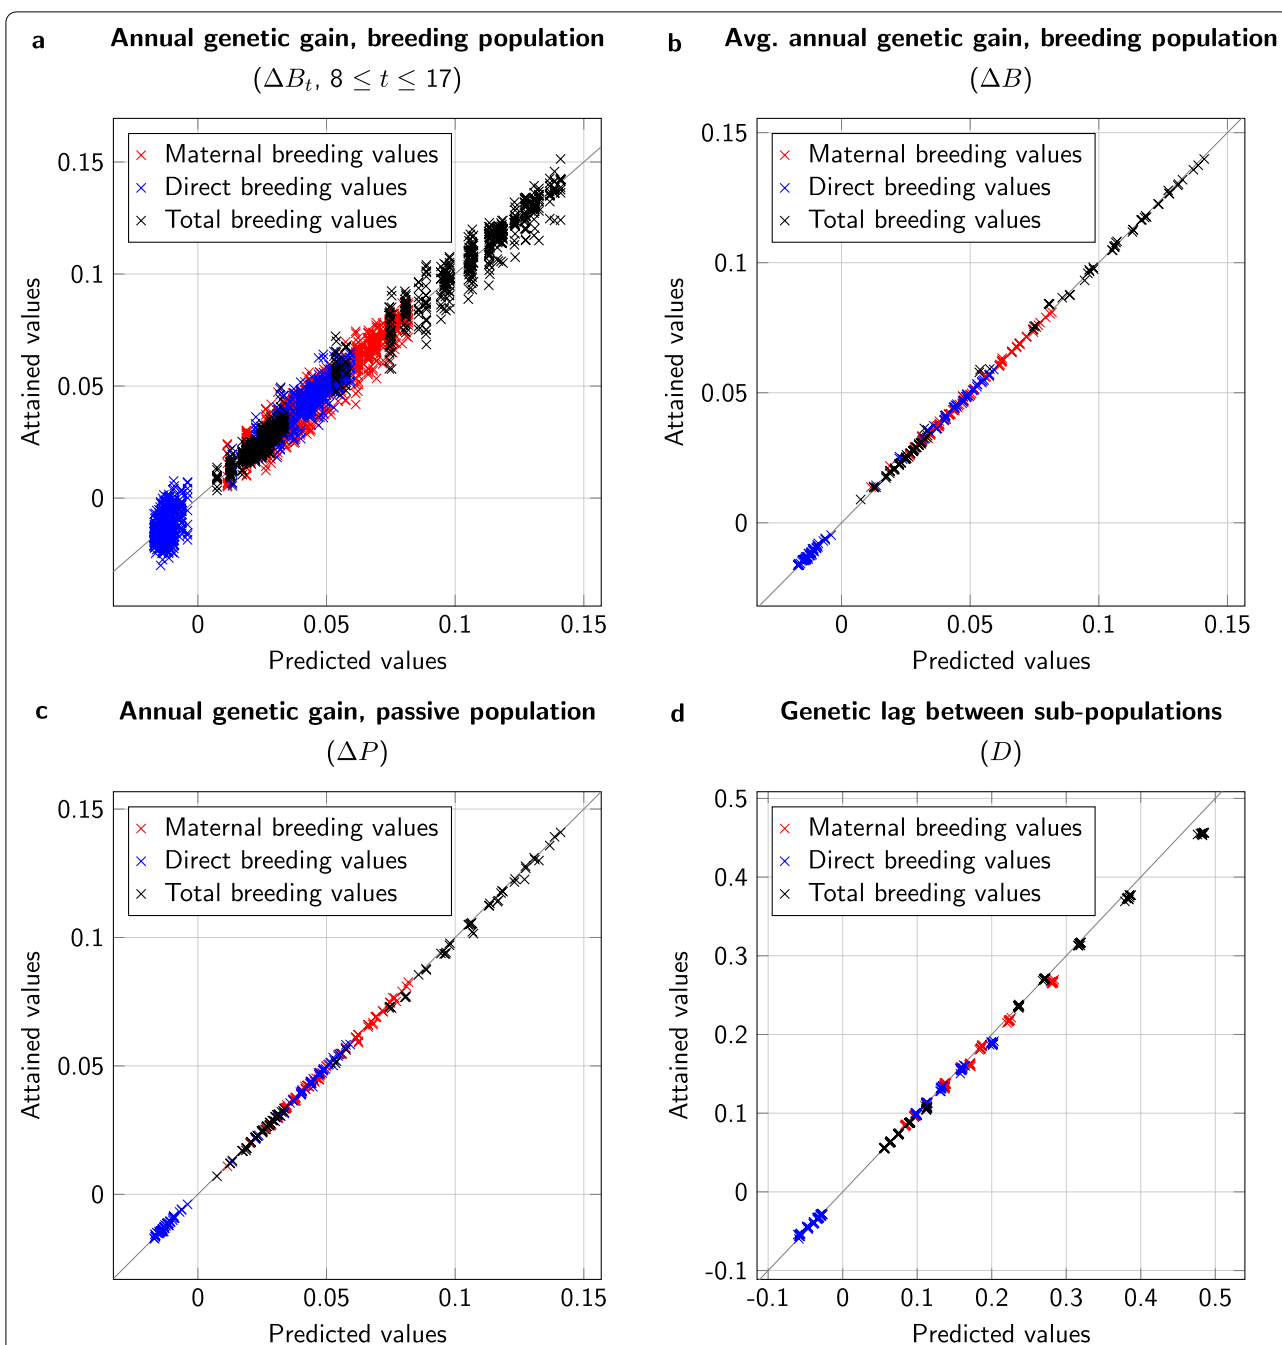 a Annual genetic gain, breeding population
(ΔB_t, 8 ≤ t ≤ 17)
0.15
0.1
0.05
0
Attained values
Maternal breeding values
Direct breeding values
Total breeding values
0 0.05 0.1 0.15
Predicted values
b Avg. annual genetic gain, breeding population
(ΔB)
0.15
0.1
0.05
0
Attained values
Maternal breeding values
Direct breeding values
Total breeding values
0 0.05 0.1 0.15
Predicted values
c Annual genetic gain, passive population
(ΔP)
0.15
0.1
0.05
0
Attained values
Maternal breeding values
Direct breeding values
Total breeding values
0 0.05 0.1 0.15
Predicted values
d Genetic lag between sub-populations
(D)
0.5
0.4
0.3
0.2
0.1
0
-0.1
Attained values
Maternal breeding values
Direct breeding values
Total breeding values
-0.1 0 0.1 0.2 0.3 0.4 0.5
Predicted values